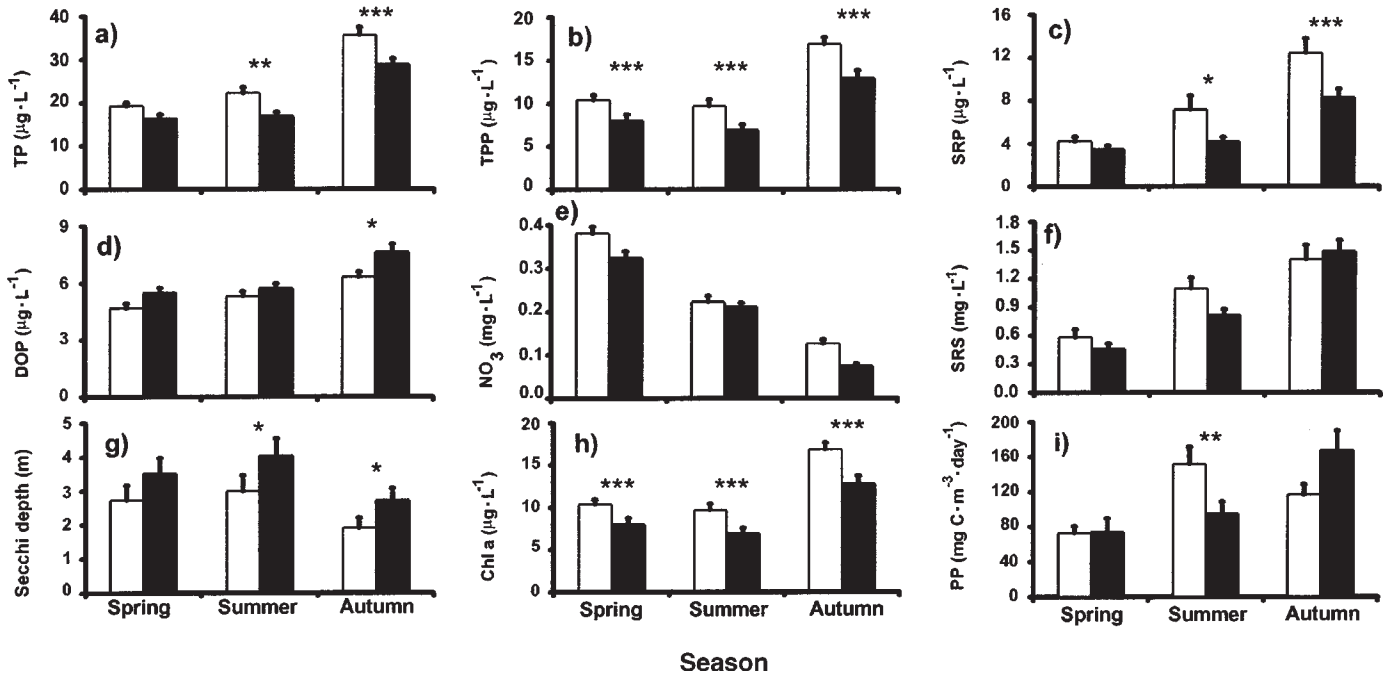 a)
TP (µg·L⁻¹)
40
30
20
10
0
**
***
b)
TPP (µg·L⁻¹)
20
15
10
5
0
***
***
***
c)
SRP (µg·L⁻¹)
16
12
8
4
0
*
***
d)
DOP (µg·L⁻¹)
9
6
3
0
*
e)
NO₃ (mg·L⁻¹)
0.4
0.3
0.2
0.1
0.0
f)
SRS (mg·L⁻¹)
1.8
1.5
1.2
0.9
0.6
0.3
0.0
g)
Secchi depth (m)
5
4
3
2
1
0
*
*
Spring Summer Autumn
h)
Chl a (µg·L⁻¹)
20
15
10
5
0
***
***
***
Spring Summer Autumn
i)
PP (mg C·m⁻³·day⁻¹)
200
160
120
80
40
0
**
Spring Summer Autumn
Season